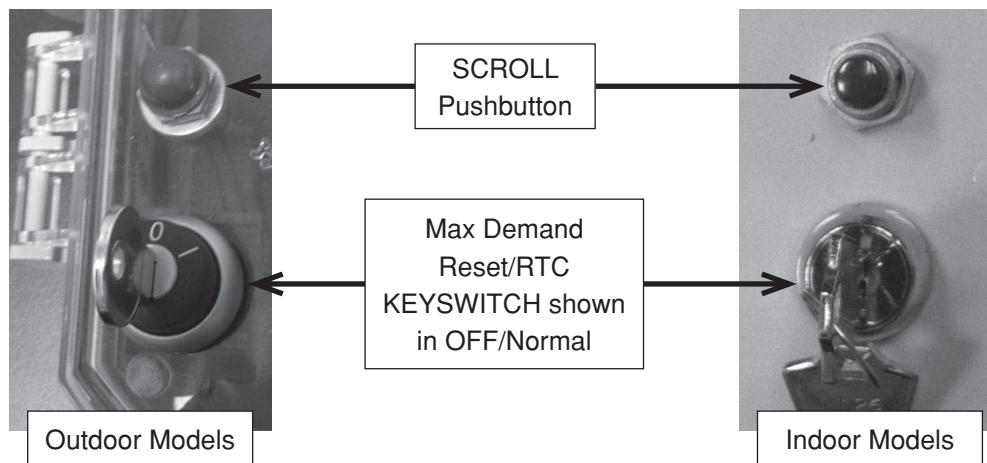 SCROLL
Pushbutton
0
Max Demand
Reset/RTC
KEYSWITCH shown
in OFF/Normal
Outdoor Models
Indoor Models